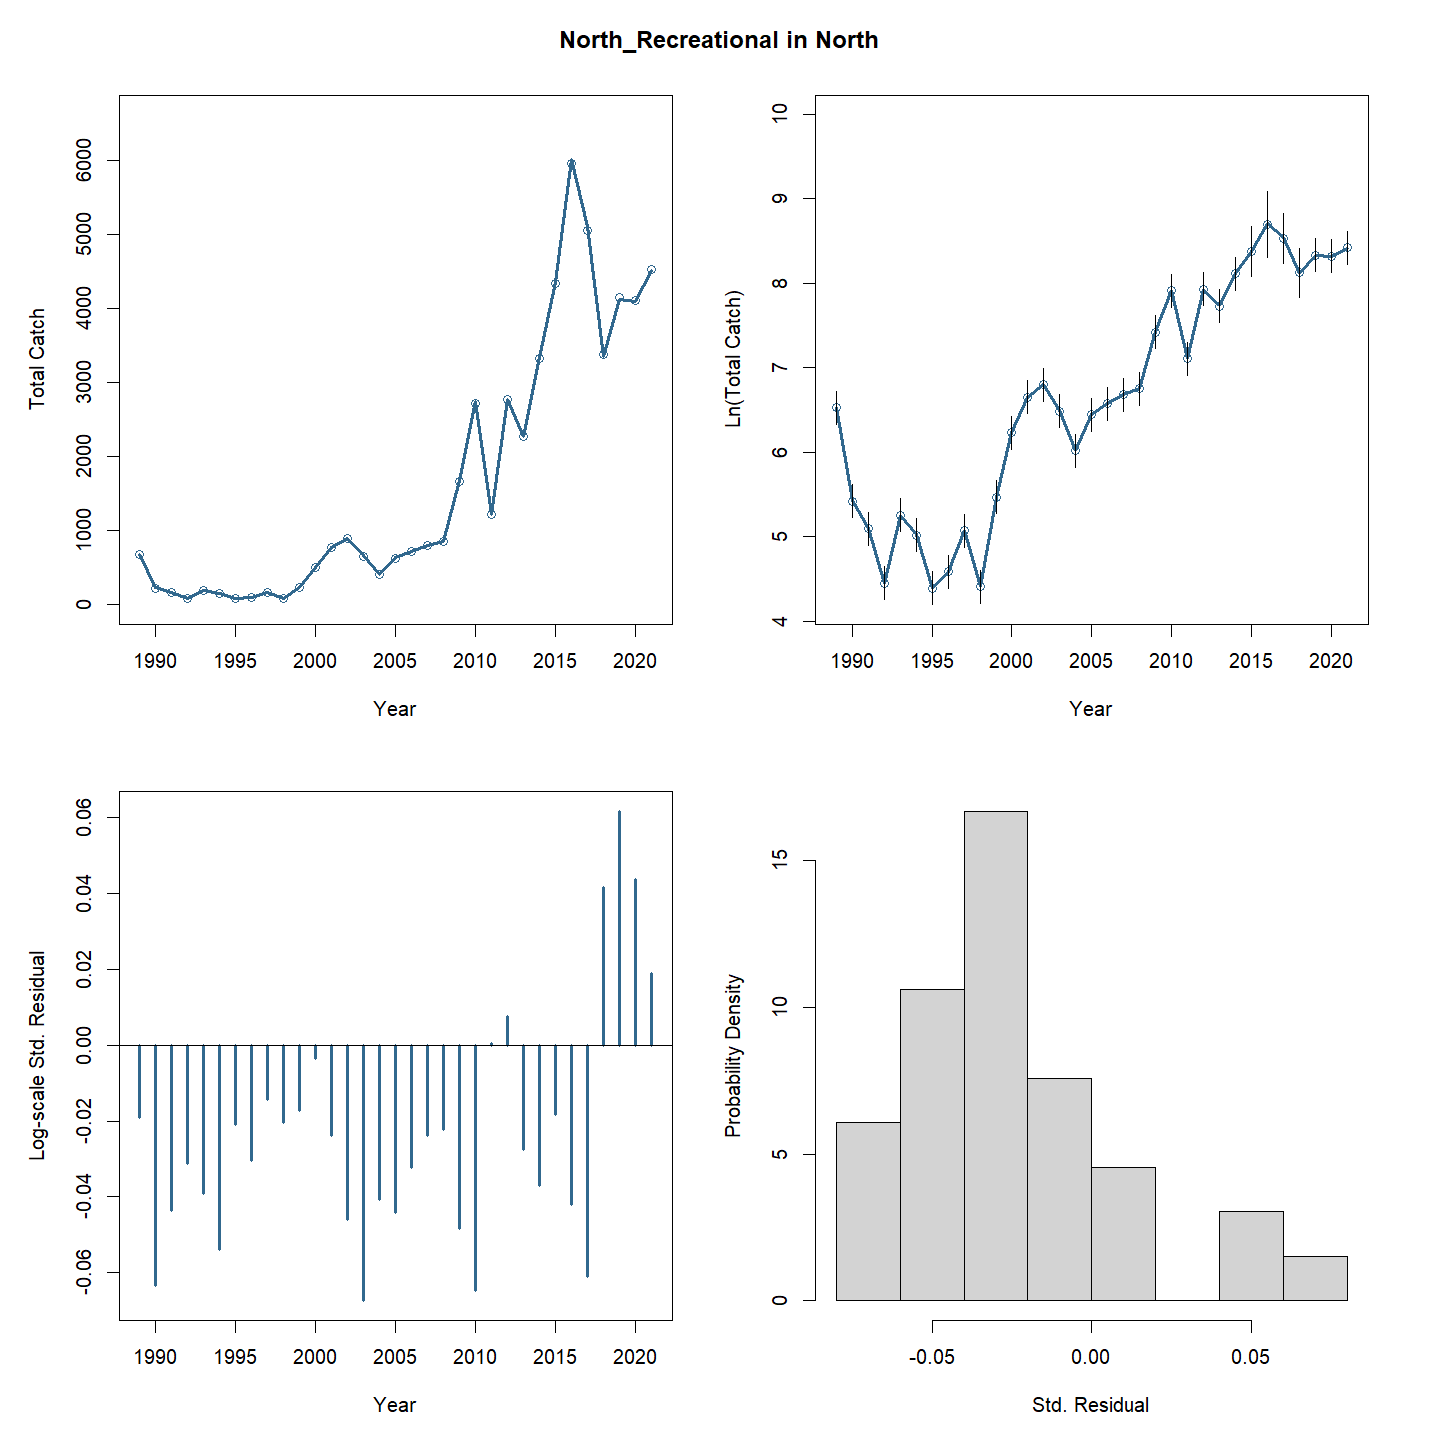 North_Recreational in North
Total Catch
0 1000 2000 3000 4000 5000 6000
1990 1995 2000 2005 2010 2015 2020
Year
Ln(Total Catch)
4 5 6 7 8 9 10
1990 1995 2000 2005 2010 2015 2020
Year
Log-scale Std. Residual
-0.06 -0.04 -0.02 0.00 0.02 0.04 0.06
1990 1995 2000 2005 2010 2015 2020
Year
Probability Density
0 5 10 15
-0.05 0.00 0.05
Std. Residual